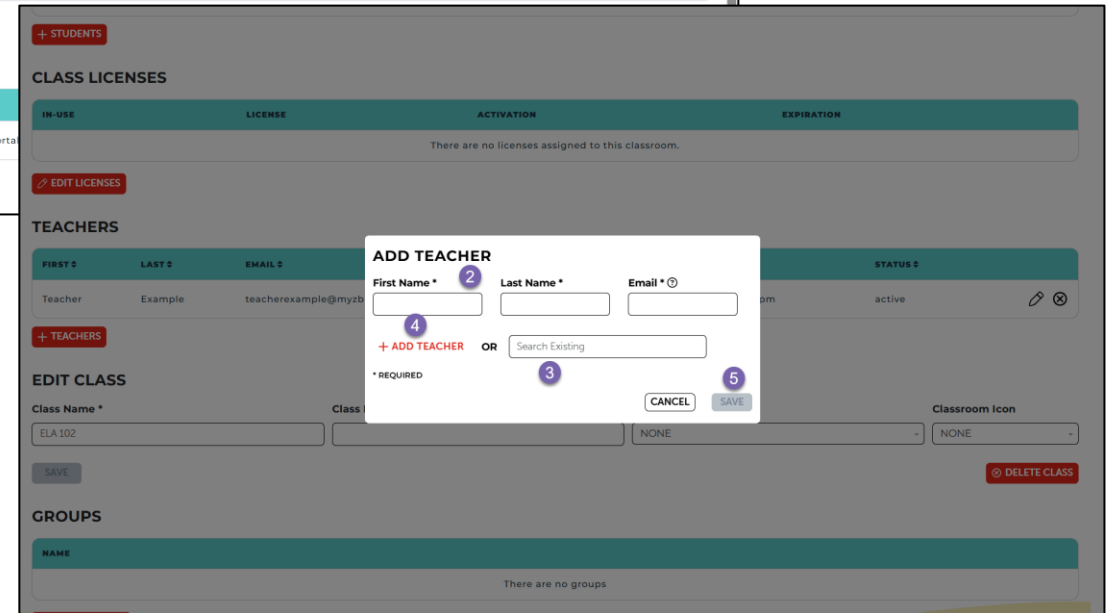 + STUDENTS
CLASS LICENSES
IN-USE LICENSE ACTIVATION EXPIRATION
There are no licenses assigned to this classroom.
EDIT LICENSES
TEACHERS
FIRST LAST EMAIL STATUS
Teacher Example teacherexample@myzb active
+ TEACHERS
ADD TEACHER
2
First Name * Last Name * Email * ?
4
+ ADD TEACHER OR Search Existing
3
* REQUIRED
5
CANCEL SAVE
EDIT CLASS
Class Name * Class Classroom Icon
ELA 102 NONE NONE
SAVE DELETE CLASS
GROUPS
NAME
There are no groups